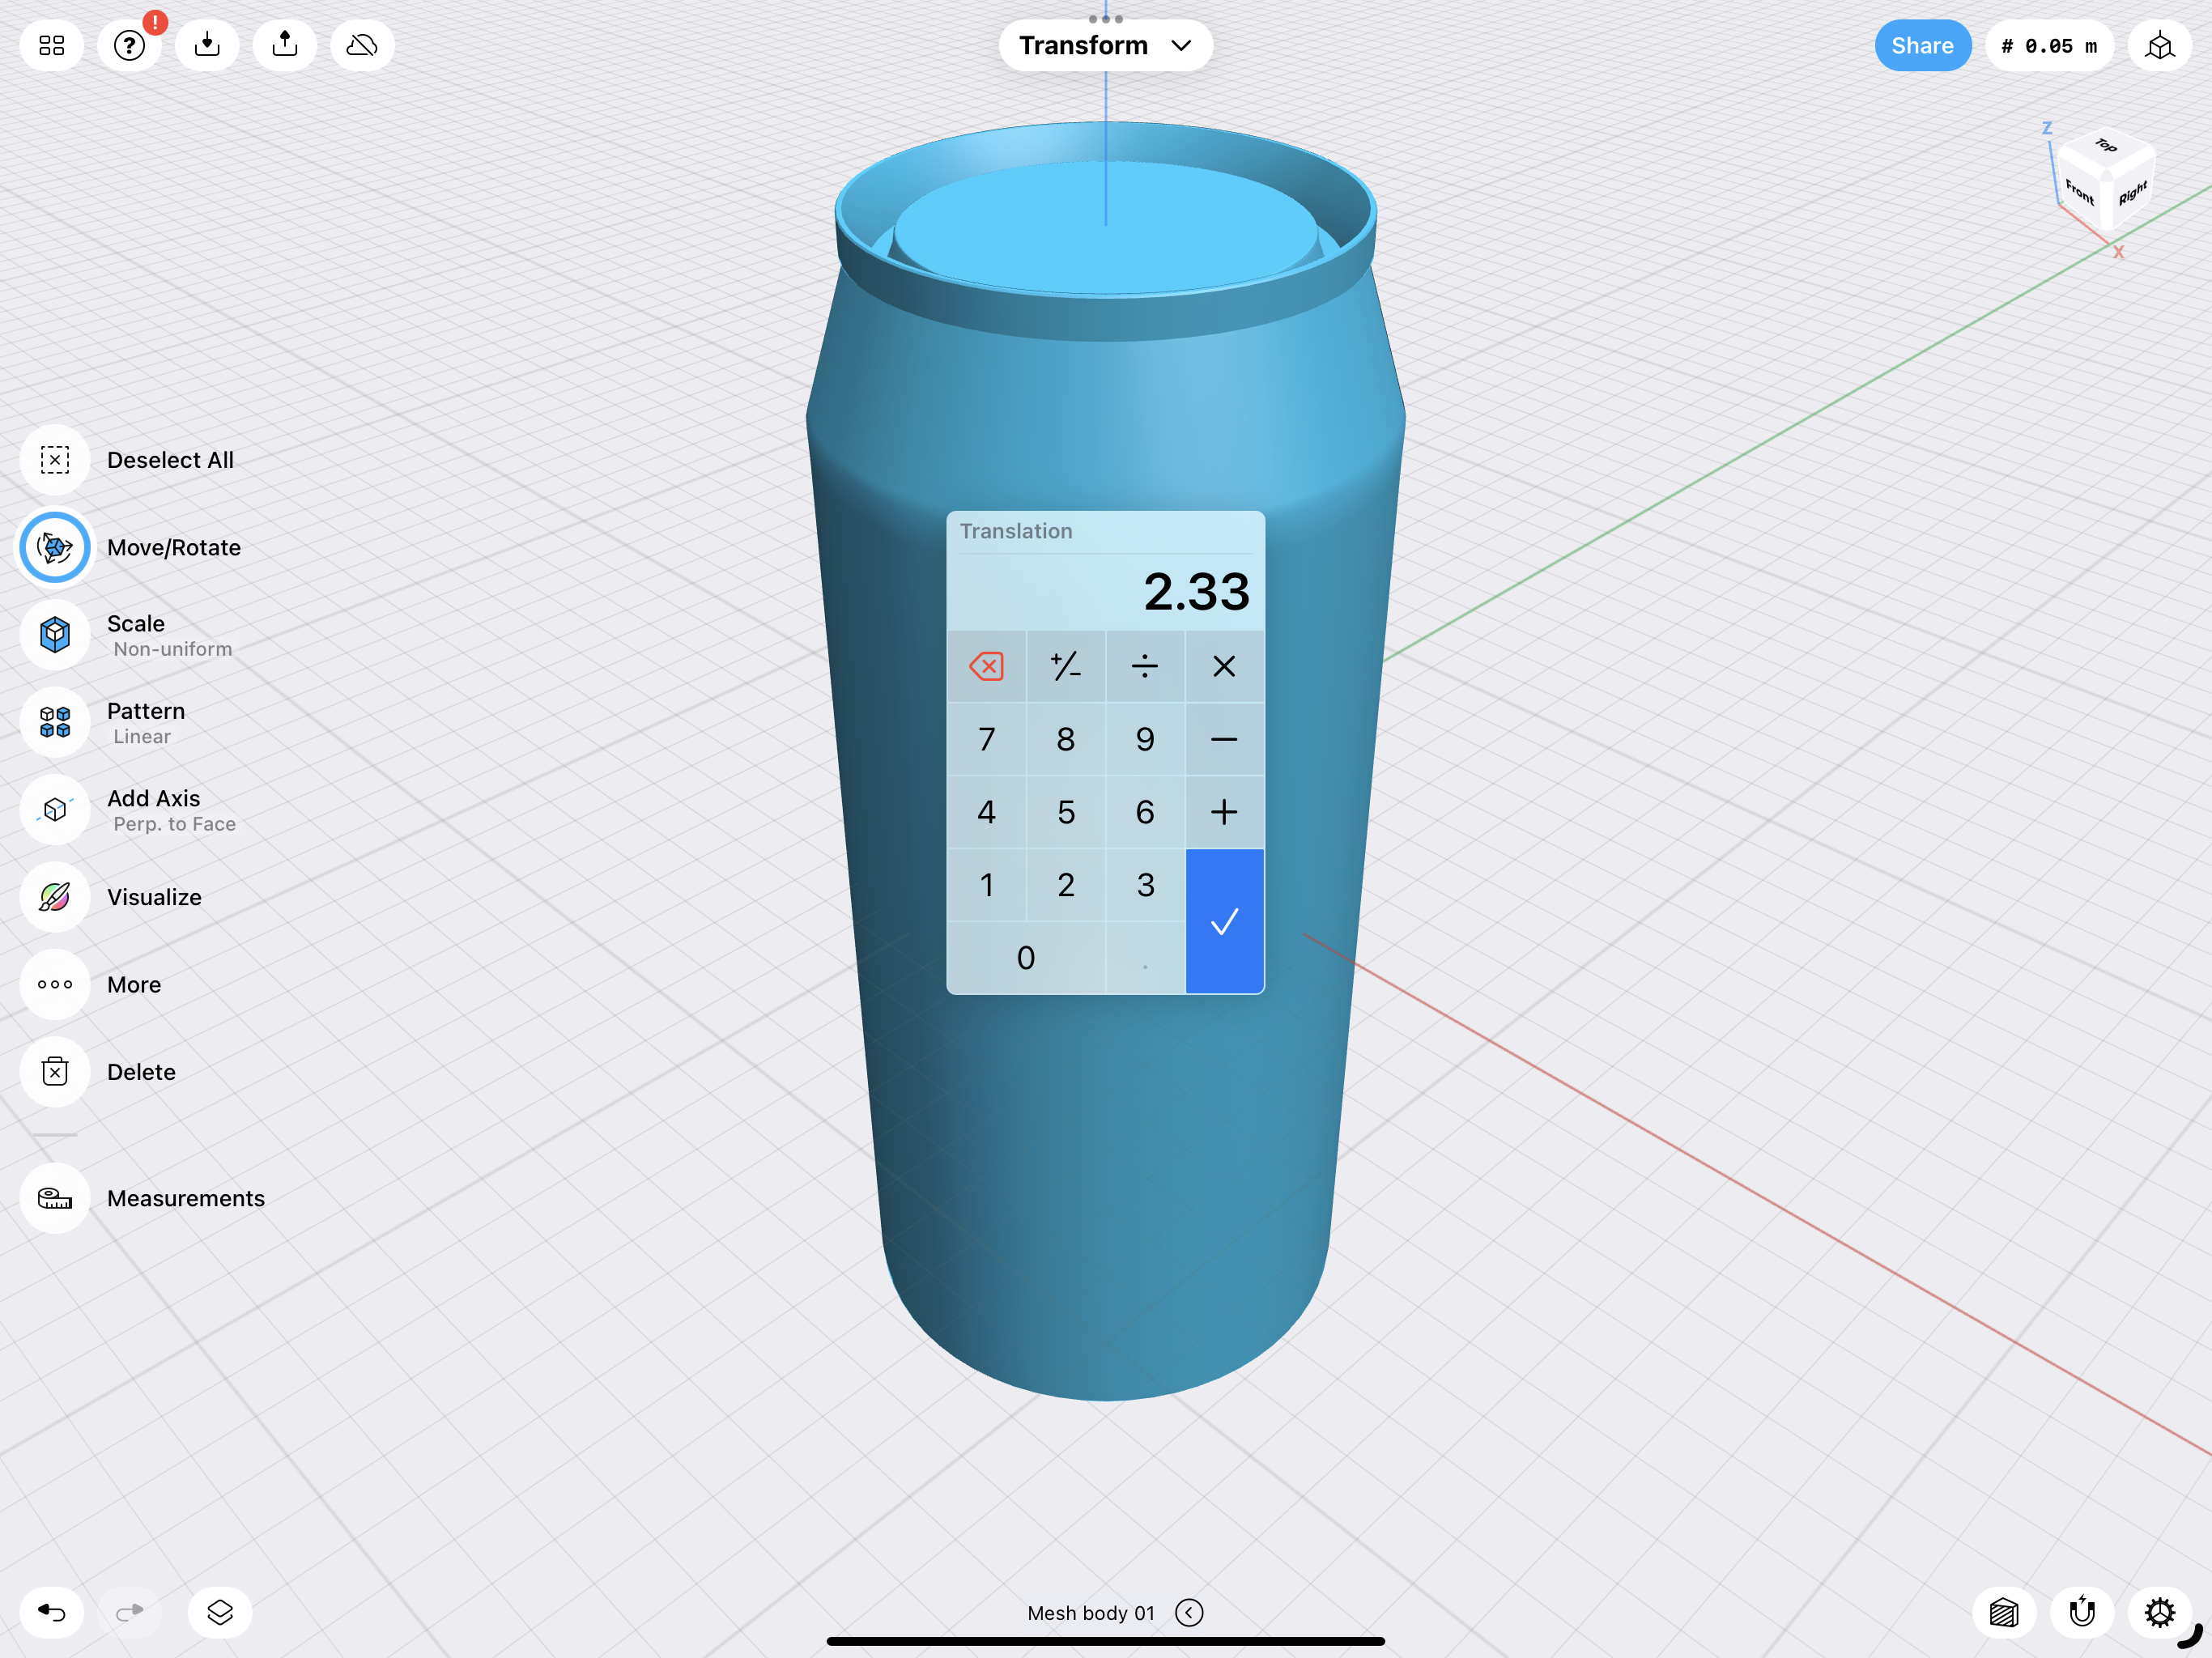 !
?
Transform
Share
# 0.05 m
Z
Top
Front
Right
X
Deselect All
Move/Rotate
Scale
Non-uniform
Pattern
Linear
Add Axis
Perp. to Face
Visualize
More
Delete
Measurements
Translation
2.33
+/- ÷ ×
7 8 9 −
4 5 6 +
1 2 3
0 .
Mesh body 01